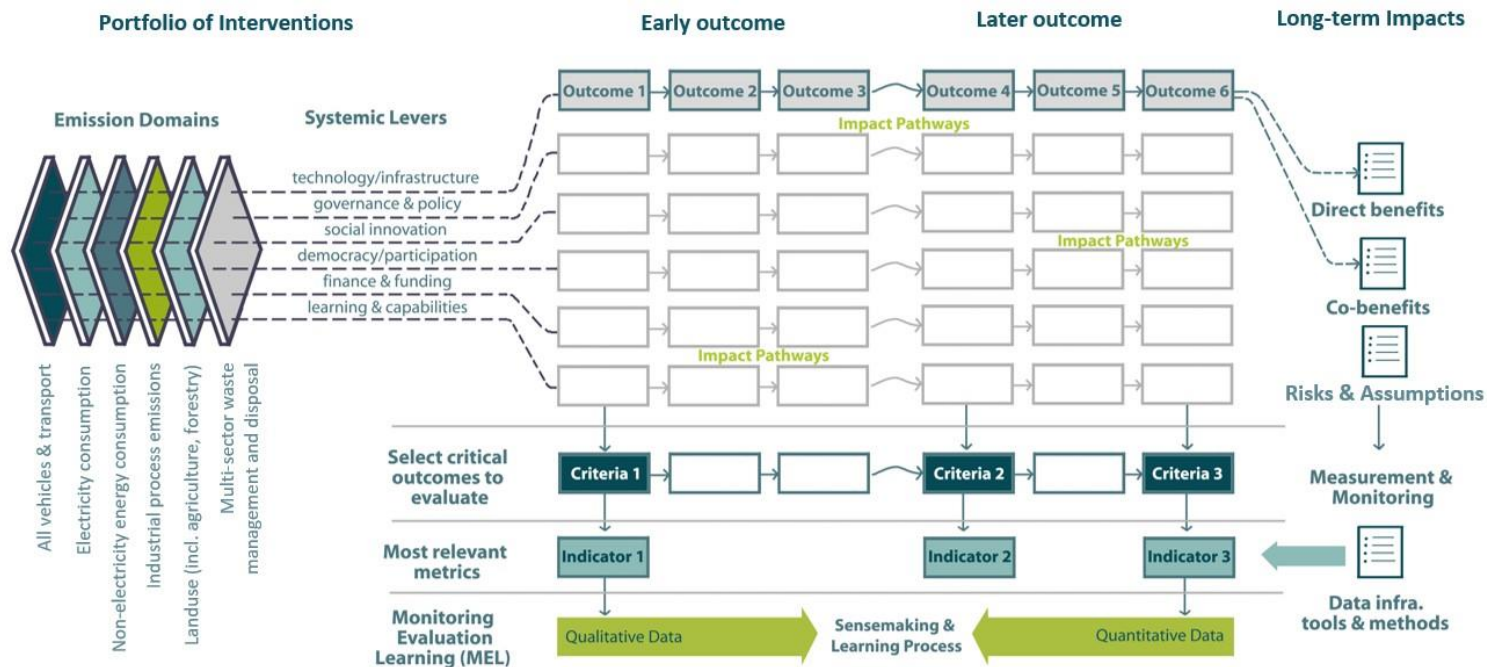 Portfolio of Interventions
Early outcome
Later outcome
Long-term Impacts
Emission Domains
Systemic Levers
technology/infrastructure
governance & policy
social innovation
democracy/participation
finance & funding
learning & capabilities
All vehicles & transport
Electricity consumption
Non-electricity energy consumption
Industrial process emissions
Landuse (incl. agriculture, forestry)
Multi-sector waste
management and disposal
Outcome 1
Outcome 2
Outcome 3
Outcome 4
Outcome 5
Outcome 6
Impact Pathways
Impact Pathways
Impact Pathways
Direct benefits
Co-benefits
Risks & Assumptions
Select critical
outcomes to
evaluate
Criteria 1
Criteria 2
Criteria 3
Measurement &
Monitoring
Most relevant
metrics
Indicator 1
Indicator 2
Indicator 3
Data infra.
tools & methods
Monitoring
Evaluation
Learning (MEL)
Qualitative Data
Sensemaking &
Learning Process
Quantitative Data